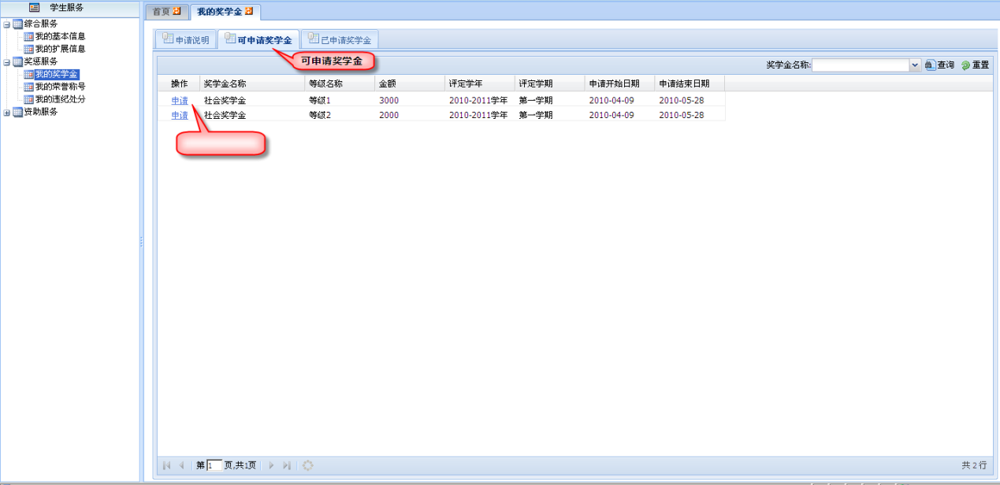 学生服务
综合服务
我的基本信息
我的扩展信息
奖惩服务
我的奖学金
我的荣誉称号
我的违纪处分
资助服务
首页 我的奖学金
申请说明 可申请奖学金 已申请奖学金
可申请奖学金
奖学金名称: 查询 重置
操作 奖学金名称 等级名称 金额 评定学年 评定学期 申请开始日期 申请结束日期
申请 社会奖学金 等级1 3000 2010-2011学年 第一学期 2010-04-09 2010-05-28
申请 社会奖学金 等级2 2000 2010-2011学年 第一学期 2010-04-09 2010-05-28
第 1 页,共1页 共 2 行